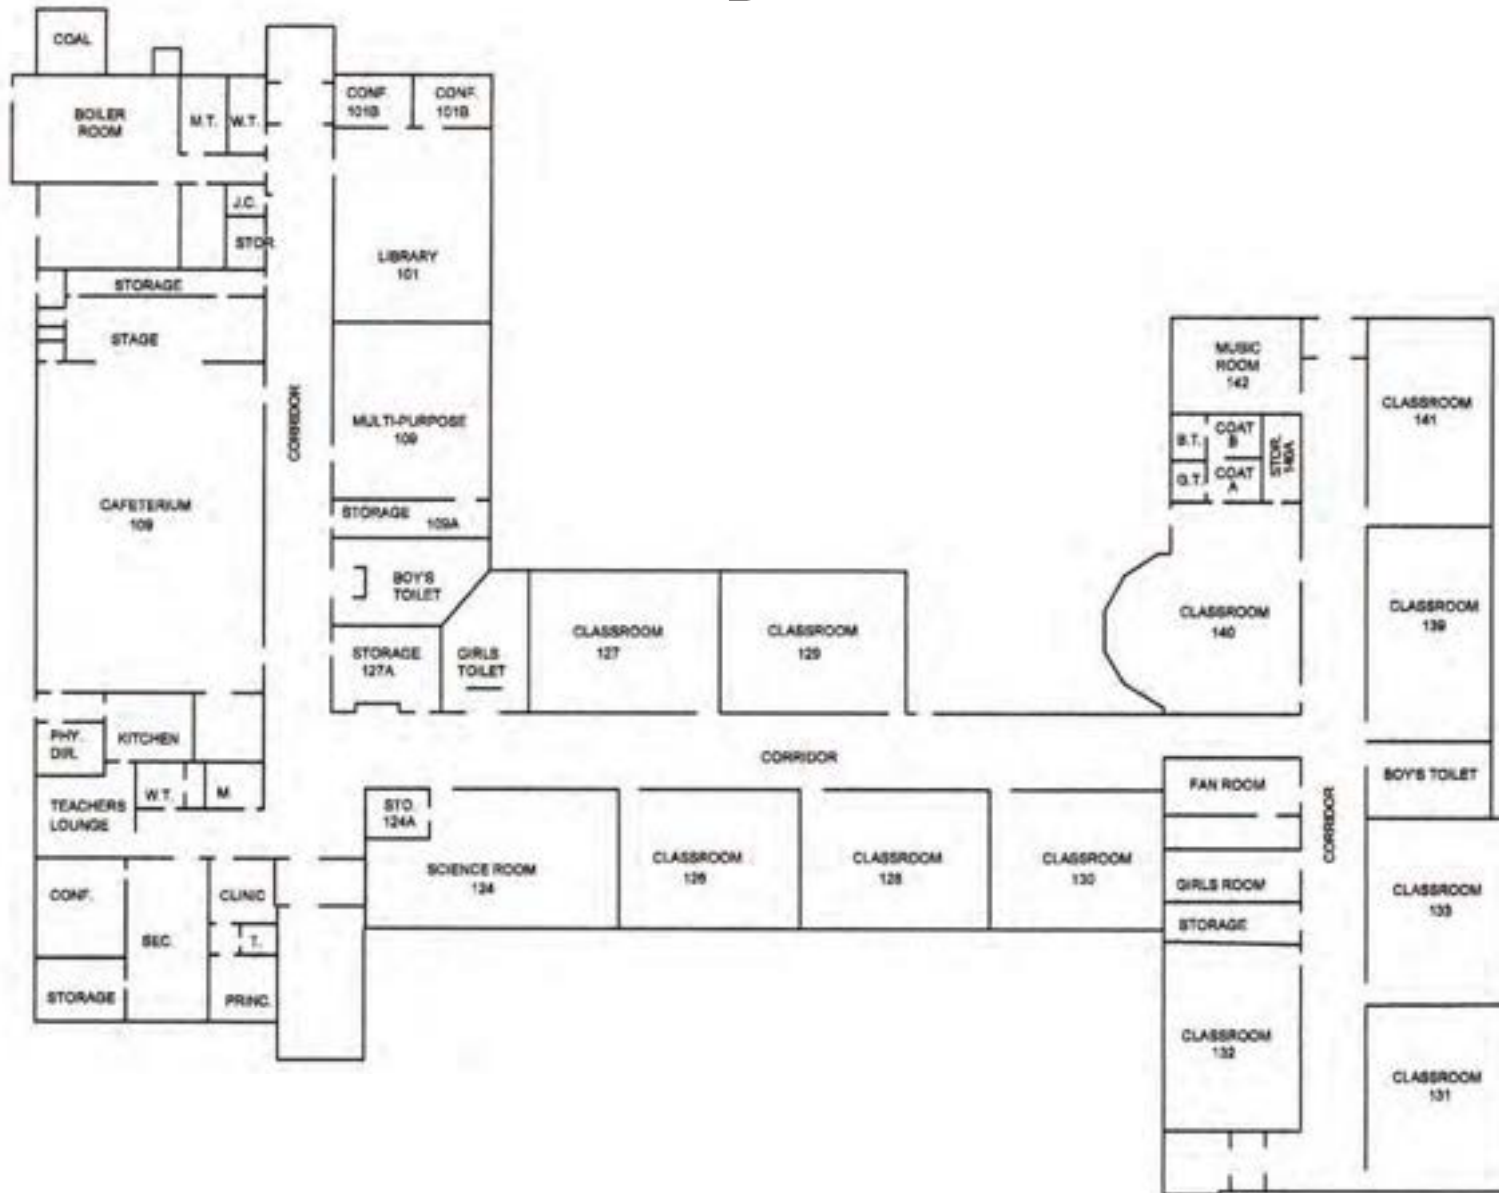 COAL
BOILER
ROOM
M.T.
W.T.
CONF.
101B
CONF.
101B
J.C.
STOR.
LIBRARY
101
STORAGE
STAGE
CORRIDOR
MULTI-PURPOSE
109
CAFETERIUM
109
STORAGE
109A
BOY'S
TOILET
STORAGE
127A
GIRLS
TOILET
CLASSROOM
127
CLASSROOM
129
PHY.
DIR.
KITCHEN
W.T.
M.
TEACHERS
LOUNGE
CORRIDOR
STO.
124A
SCIENCE ROOM
124
CLASSROOM
126
CLASSROOM
128
CLASSROOM
130
CONF.
SEC.
CLINIC
T.
STORAGE
PRINC.
MUSIC
ROOM
142
CLASSROOM
141
B.T.
COAT
B
STOR.
140A
G.T.
COAT
A
CLASSROOM
140
CLASSROOM
139
FAN ROOM
BOY'S TOILET
CORRIDOR
GIRLS ROOM
STORAGE
CLASSROOM
133
CLASSROOM
132
CLASSROOM
131